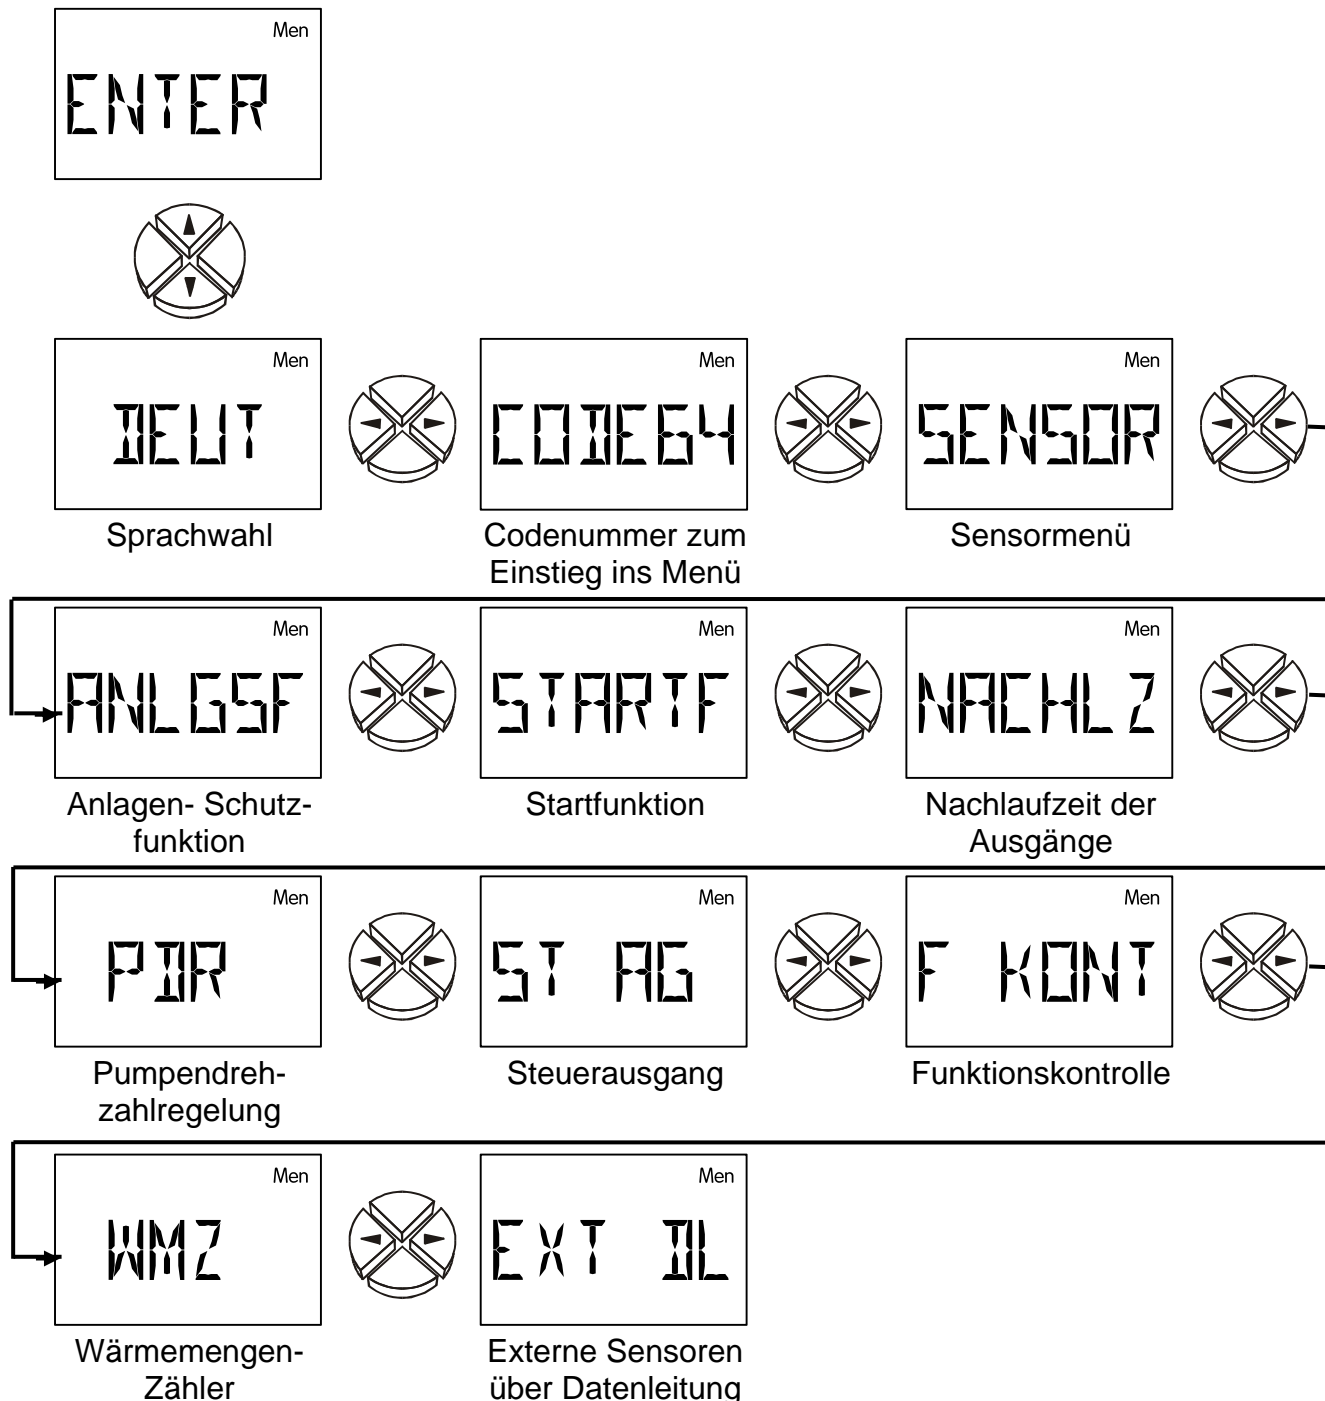 Men
ENTER
Men
DEUT
Men
CODE64
Men
SENSOR
Sprachwahl
Codenummer zum
Einstieg ins Menü
Sensormenü
Men
ANLGSF
Men
STARTF
Men
NACHLZ
Anlagen- Schutz-
funktion
Startfunktion
Nachlaufzeit der
Ausgänge
Men
PDR
Men
ST AG
Men
F KONT
Pumpendreh-
zahlregelung
Steuerausgang
Funktionskontrolle
Men
WMZ
Men
EXT DL
Wärmemengen-
Zähler
Externe Sensoren
über Datenleitung